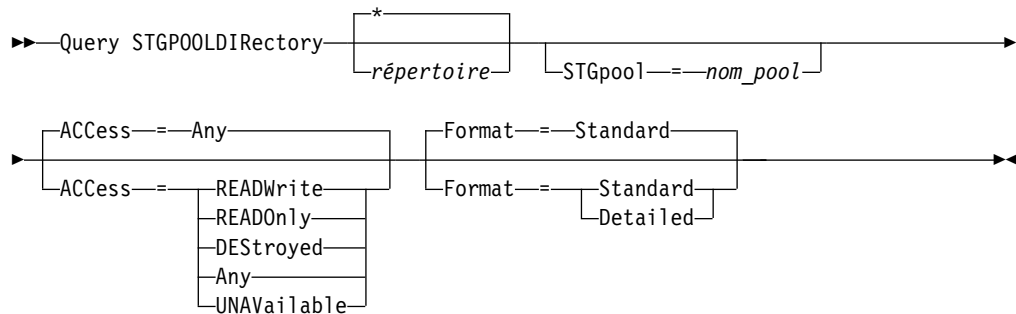 *
Query STGPOOLDIRectory
répertoire
STGpool = nom_pool
ACCess = Any
ACCess = READWrite
READOnly
DEStroyed
Any
UNAVailable
Format = Standard
Format = Standard
Detailed